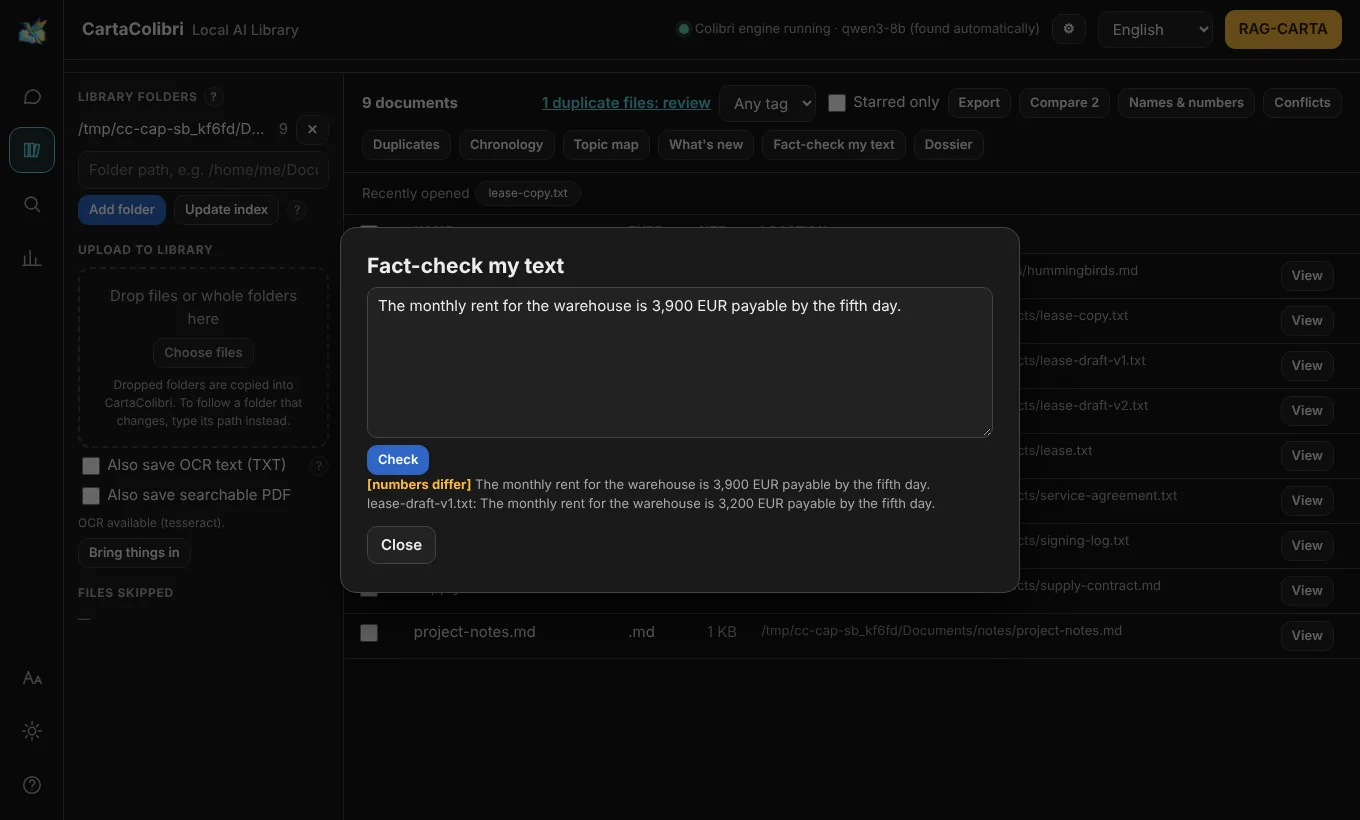 CartaColibri Local AI Library
Colibri engine running · qwen3-8b (found automatically)
English
RAG-CARTA
LIBRARY FOLDERS ?
/tmp/cc-cap-sb_kf6fd/D... 9 ✕
Folder path, e.g. /home/me/Docu
Add folder Update index ?
UPLOAD TO LIBRARY
Drop files or whole folders
here
Choose files
Dropped folders are copied into
CartaColibri. To follow a folder that
changes, type its path instead.
Also save OCR text (TXT) ?
Also save searchable PDF
OCR available (tesseract).
Bring things in
FILES SKIPPED
—
9 documents 1 duplicate files: review Any tag Starred only Export Compare 2 Names & numbers Conflicts
Duplicates Chronology Topic map What's new Fact-check my text Dossier
Recently opened lease-copy.txt
Fact-check my text
The monthly rent for the warehouse is 3,900 EUR payable by the fifth day.
Check
[numbers differ] The monthly rent for the warehouse is 3,900 EUR payable by the fifth day.
lease-draft-v1.txt: The monthly rent for the warehouse is 3,200 EUR payable by the fifth day.
Close
s/hummingbirds.md View
cts/lease-copy.txt View
cts/lease-draft-v1.txt View
cts/lease-draft-v2.txt View
cts/lease.txt View
cts/service-agreement.txt View
cts/signing-log.txt View
cts/supply-contract.md View
project-notes.md .md 1 KB /tmp/cc-cap-sb_kf6fd/Documents/notes/project-notes.md View
AA